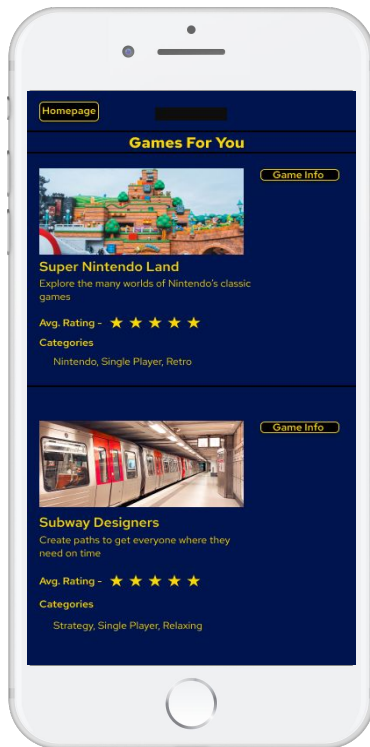 Homepage
Games For You
Game Info
Super Nintendo Land
Explore the many worlds of Nintendo's classic
games
Avg. Rating - ★ ★ ★ ★ ★
Categories
Nintendo, Single Player, Retro
Game Info
Subway Designers
Create paths to get everyone where they
need on time
Avg. Rating - ★ ★ ★ ★ ★
Categories
Strategy, Single Player, Relaxing